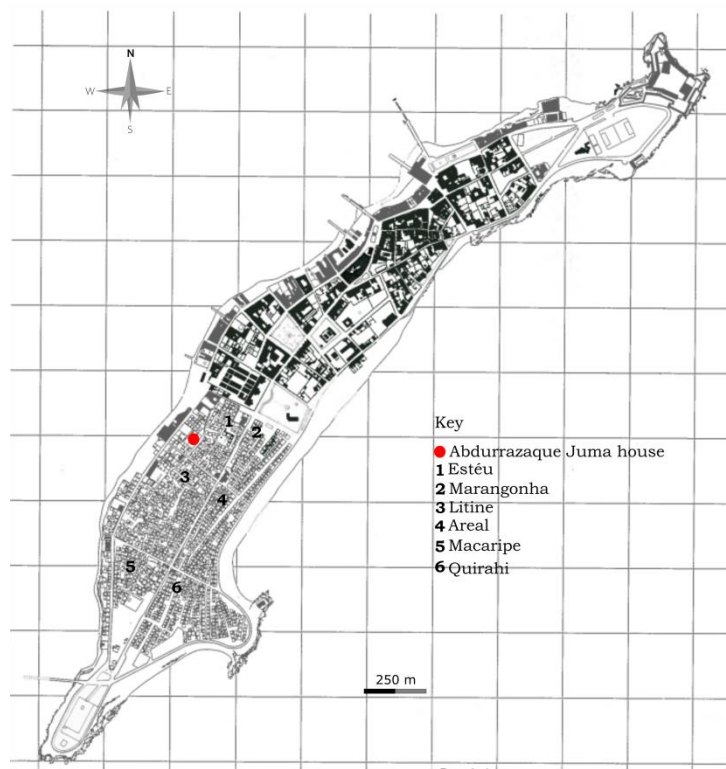 N
W E
S
1
2
3
4
5
6
Key
Abdurrazaque Juma house
1 Estéu
2 Marangonha
3 Litine
4 Areal
5 Macaripe
6 Quirahi
250 m